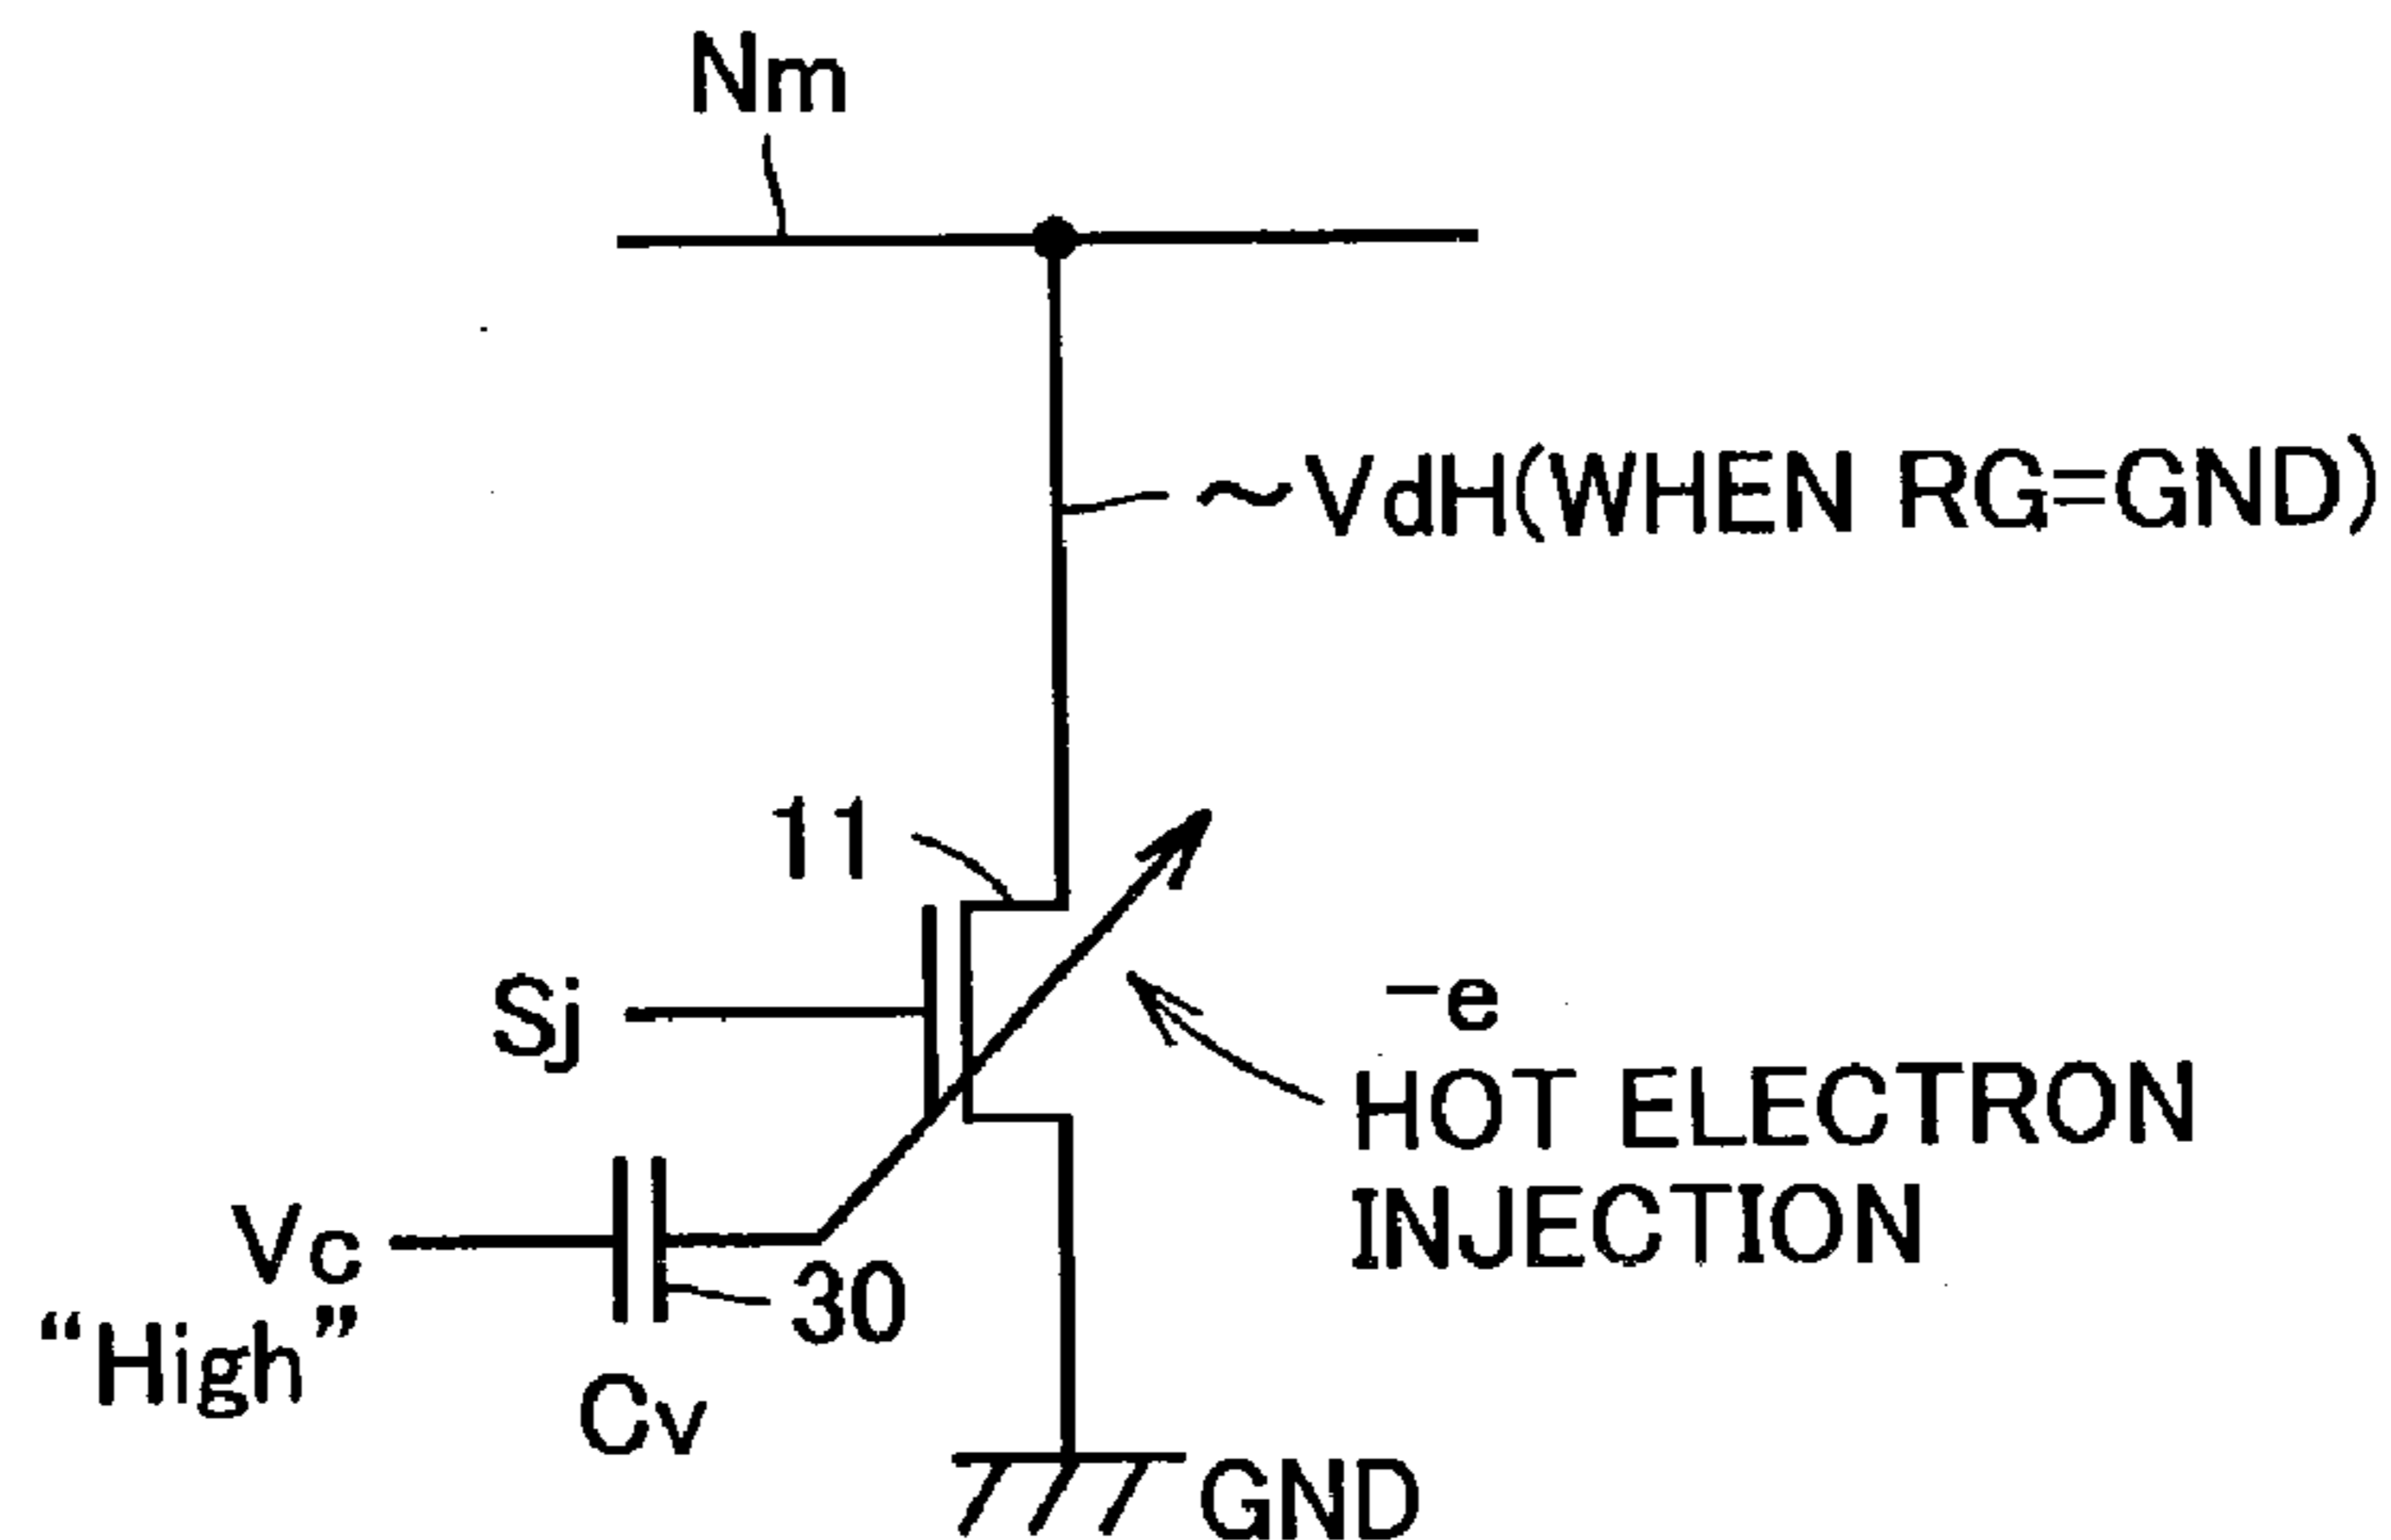 Nm
~VdH(WHEN RG=GND)
11
Sj
-e
HOT ELECTRON
INJECTION
Vc
“High”
30
Cv
GND